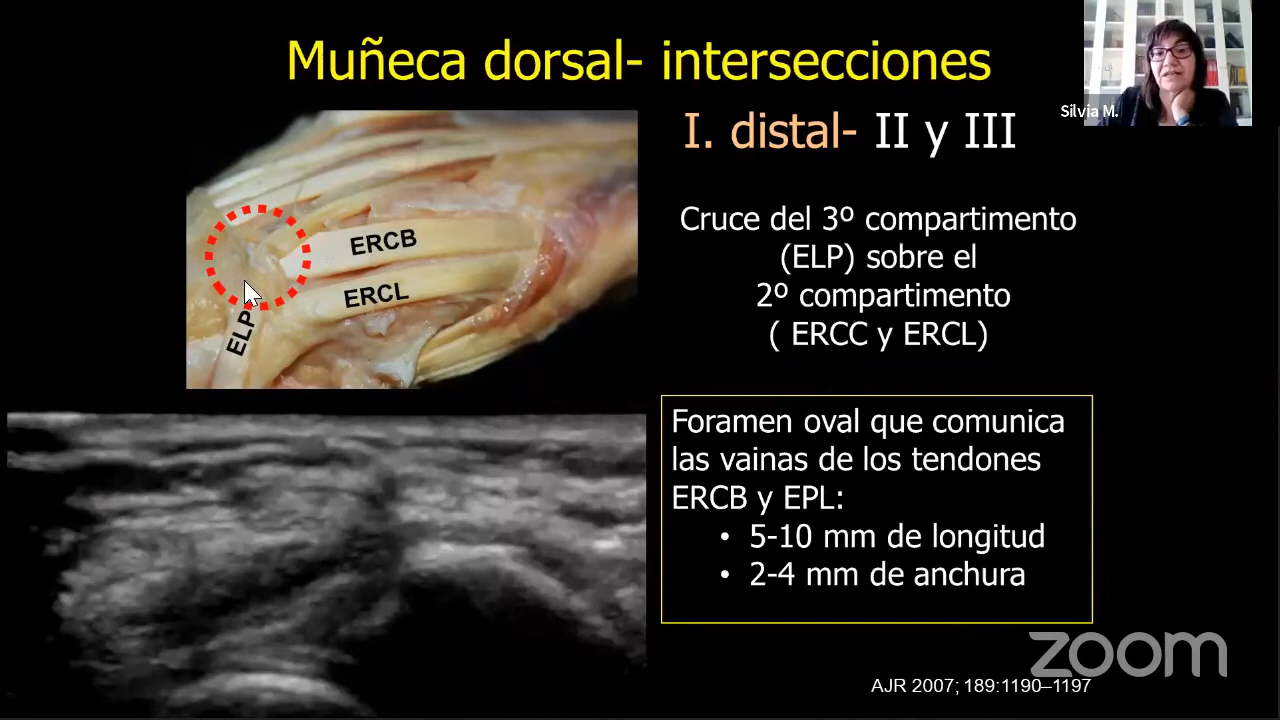 Muñeca dorsal- intersecciones
Silvia M.
I. distal- II y III
ERCB
ERCL
ELP
Cruce del 3º compartimento
(ELP) sobre el
2º compartimento
( ERCC y ERCL)
Foramen oval que comunica
las vainas de los tendones
ERCB y EPL:
• 5-10 mm de longitud
• 2-4 mm de anchura
zoom
AJR 2007; 189:1190–1197